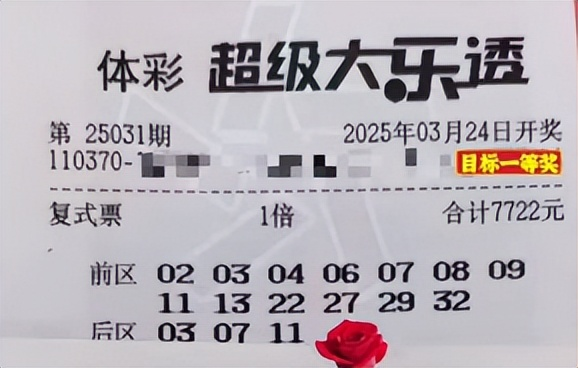 体彩 超级大乐透
第 25031期 2025年03月24日开奖
110370- 目标一等奖
复式票 1倍 合计7722元
前区 02 03 04 06 07 08 09
11 13 22 27 29 32
后区 03 07 11